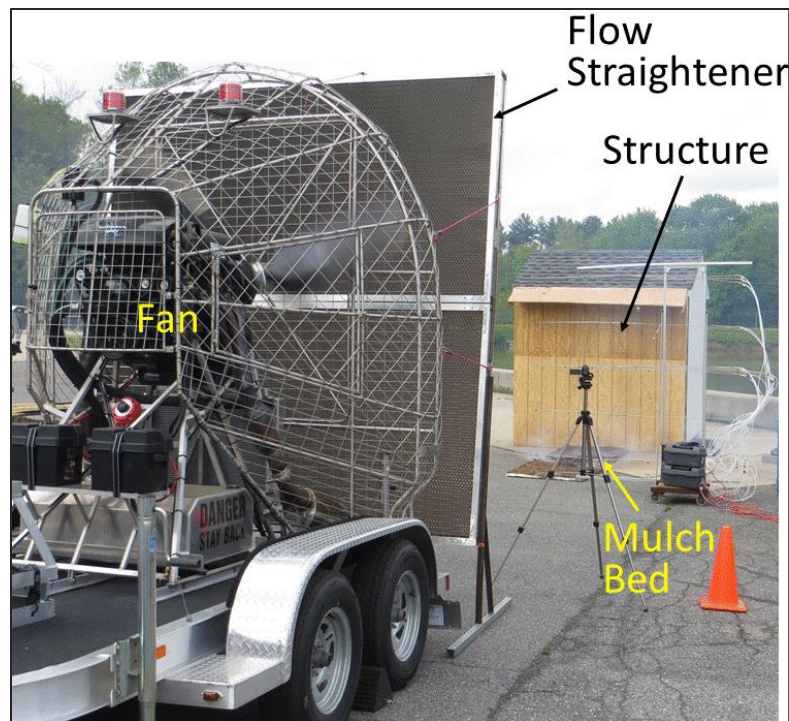 Flow
Straightener
Structure
Fan
DANGER
STAY BACK
Mulch
Bed